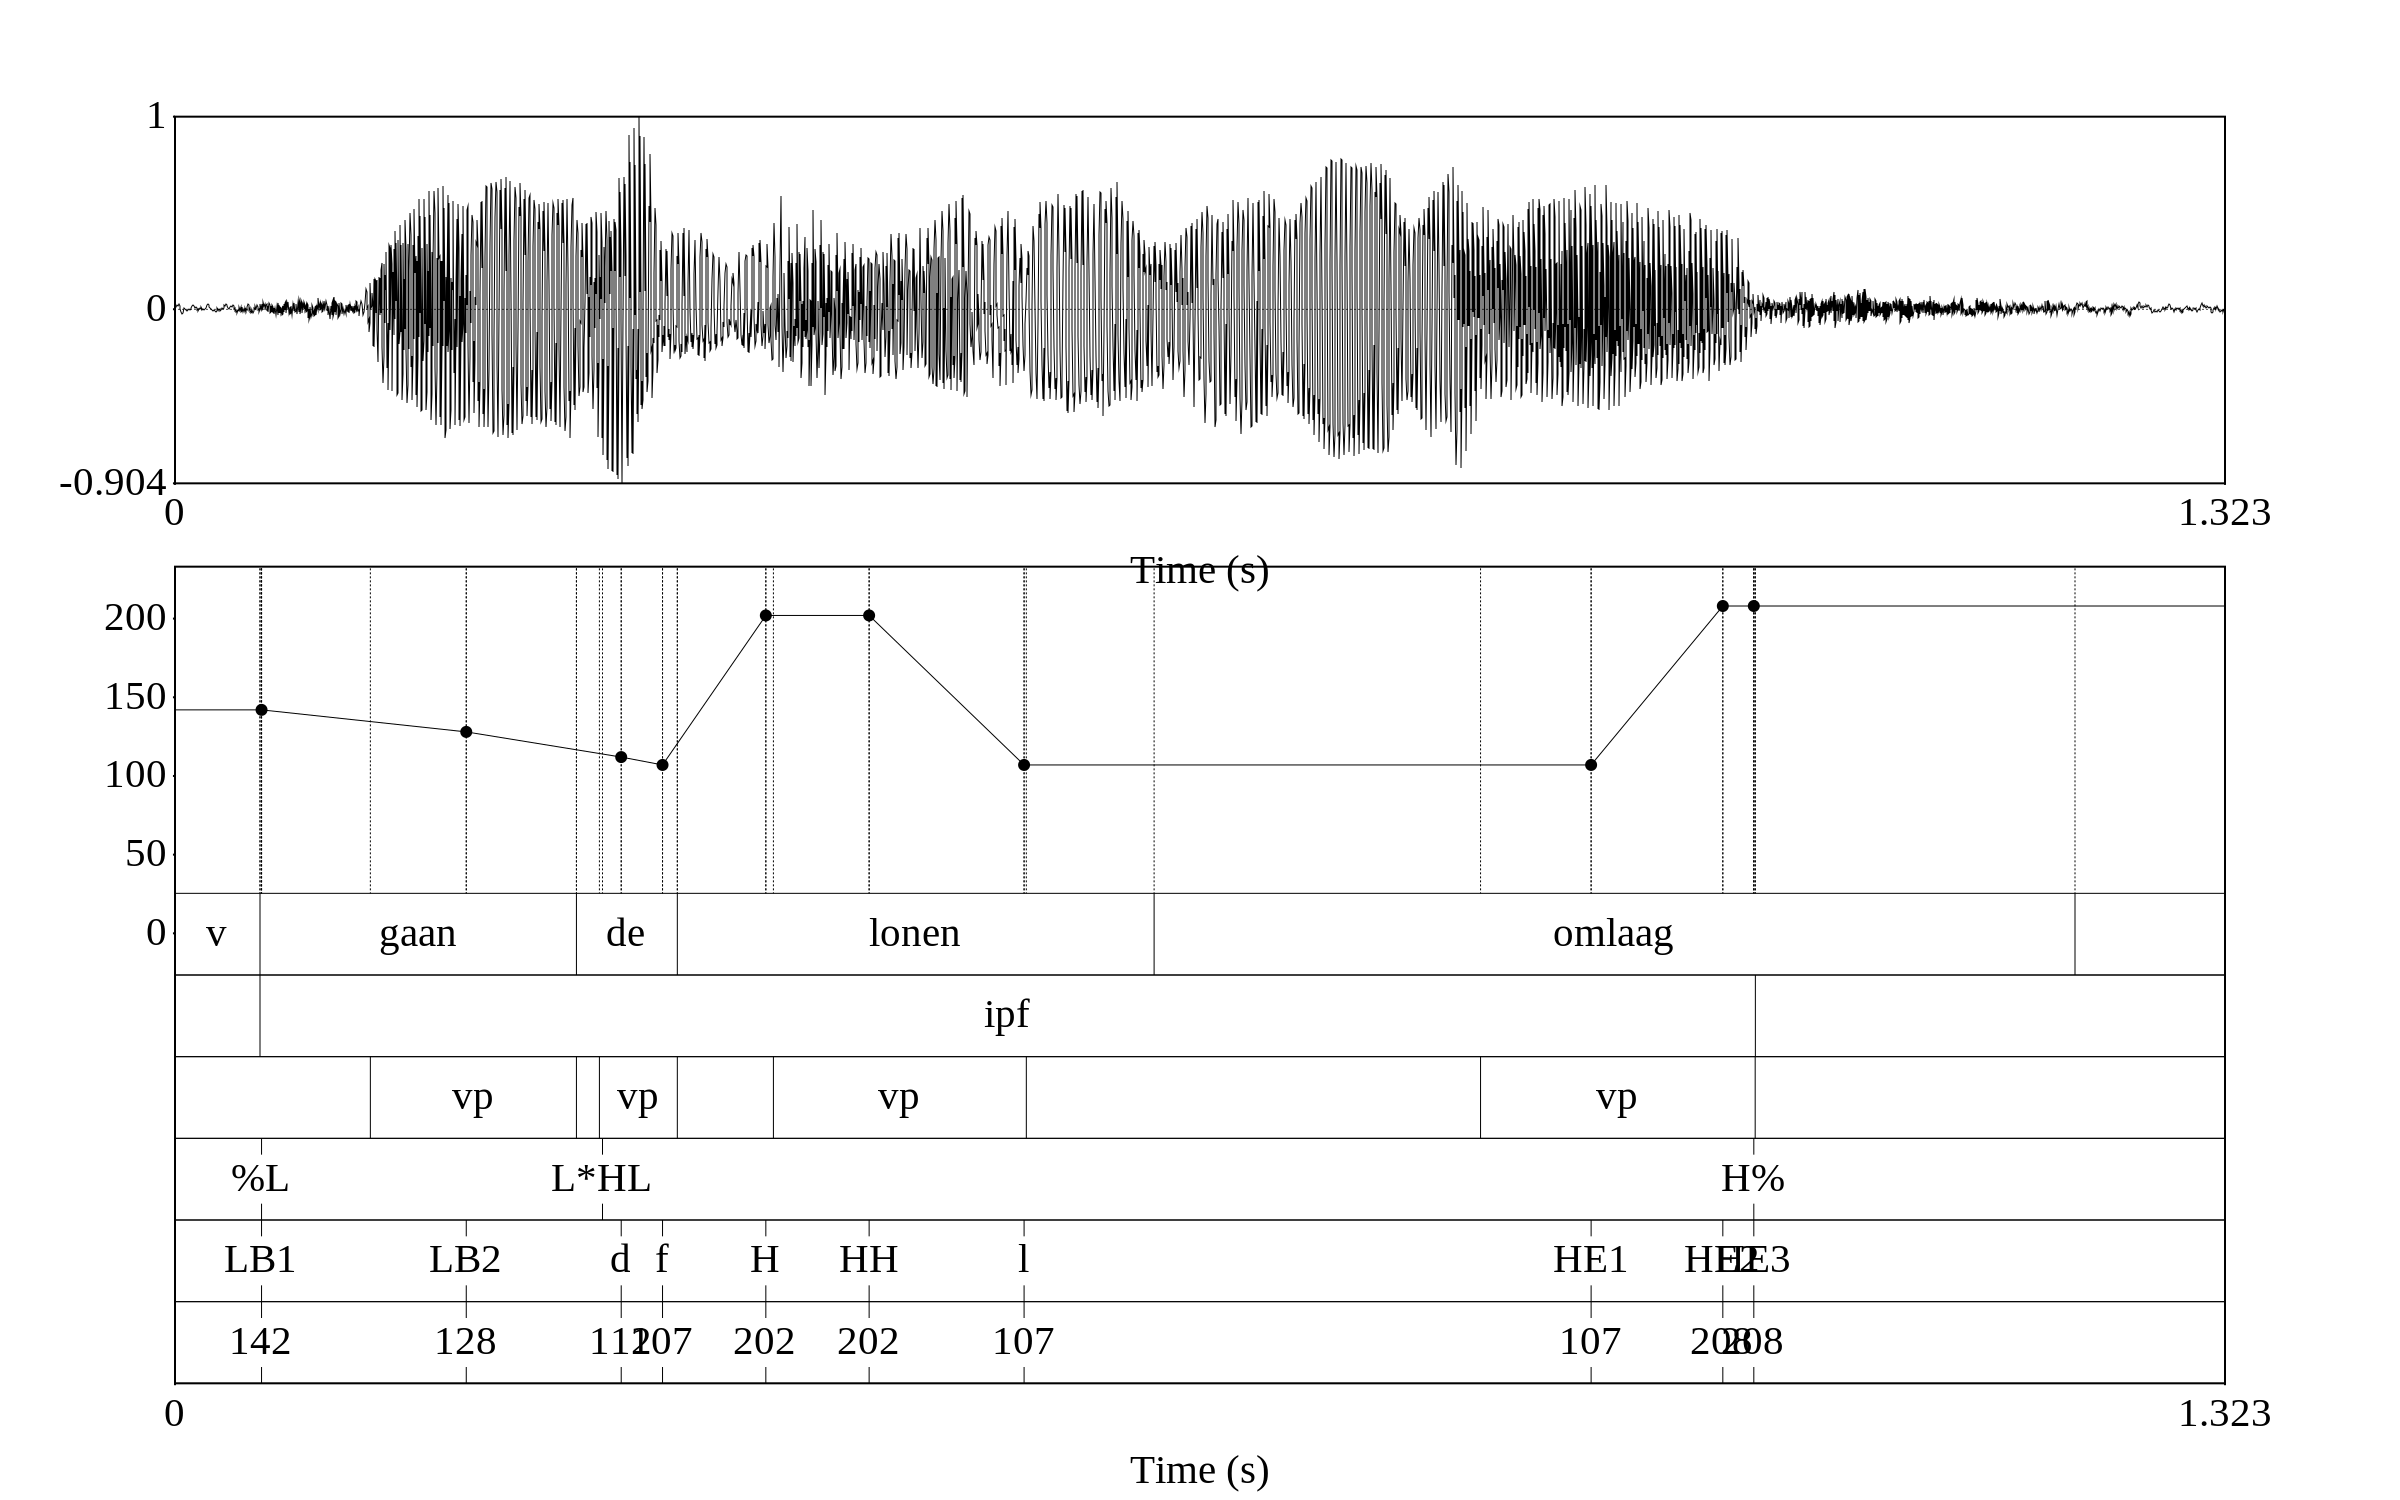 1
0
-0.904
0 1.323
Time (s)
200
150
100
50
0
v gaan de lonen omlaag
ipf
vp vp vp vp
%L L*HL H%
LB1 LB2 d f H HH l HE1 HE2 HE3
142 128 112 107 202 202 107 107 208 208
0 1.323
Time (s)